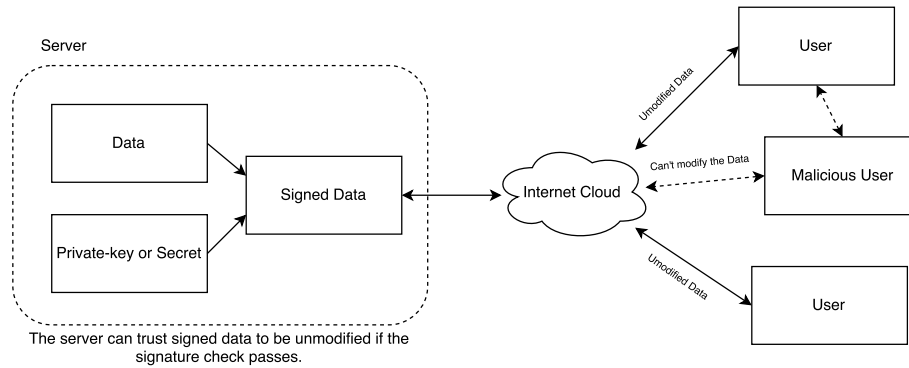 Server
Data
Private-key or Secret
Signed Data
The server can trust signed data to be unmodified if the
signature check passes.
Internet Cloud
Umodified Data
Can't modify the Data
Umodified Data
User
Malicious User
User